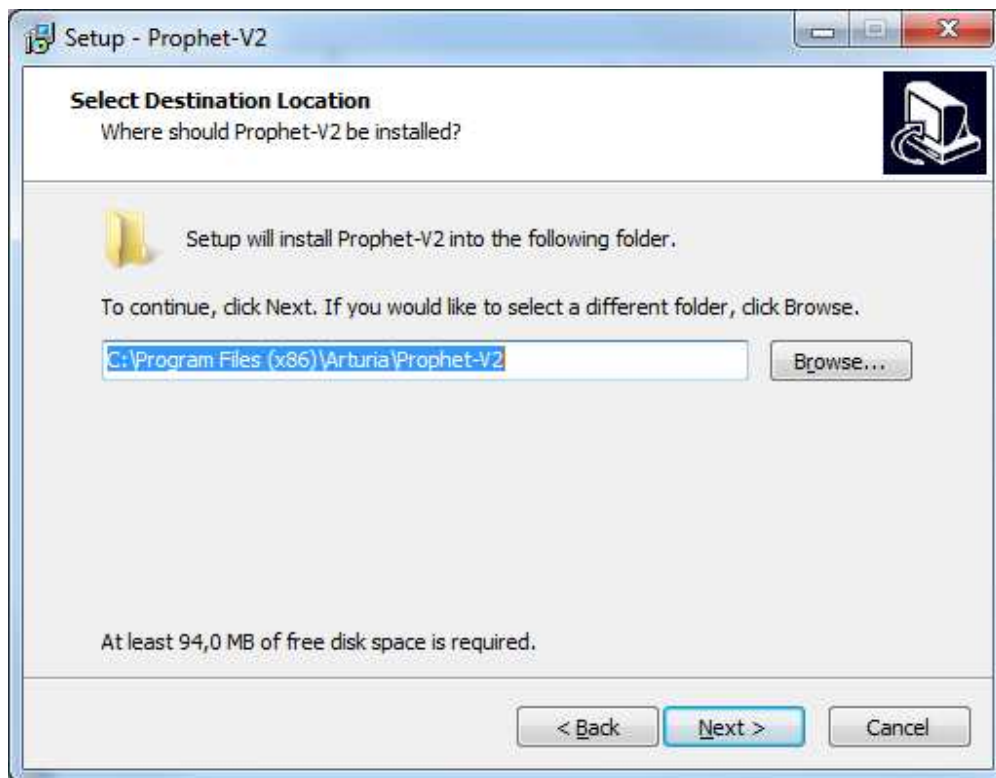 Setup - Prophet-V2
Select Destination Location
Where should Prophet-V2 be installed?
Setup will install Prophet-V2 into the following folder.
To continue, click Next. If you would like to select a different folder, click Browse.
C:\Program Files (x86)\Arturia\Prophet-V2
Browse...
At least 94,0 MB of free disk space is required.
< Back Next > Cancel